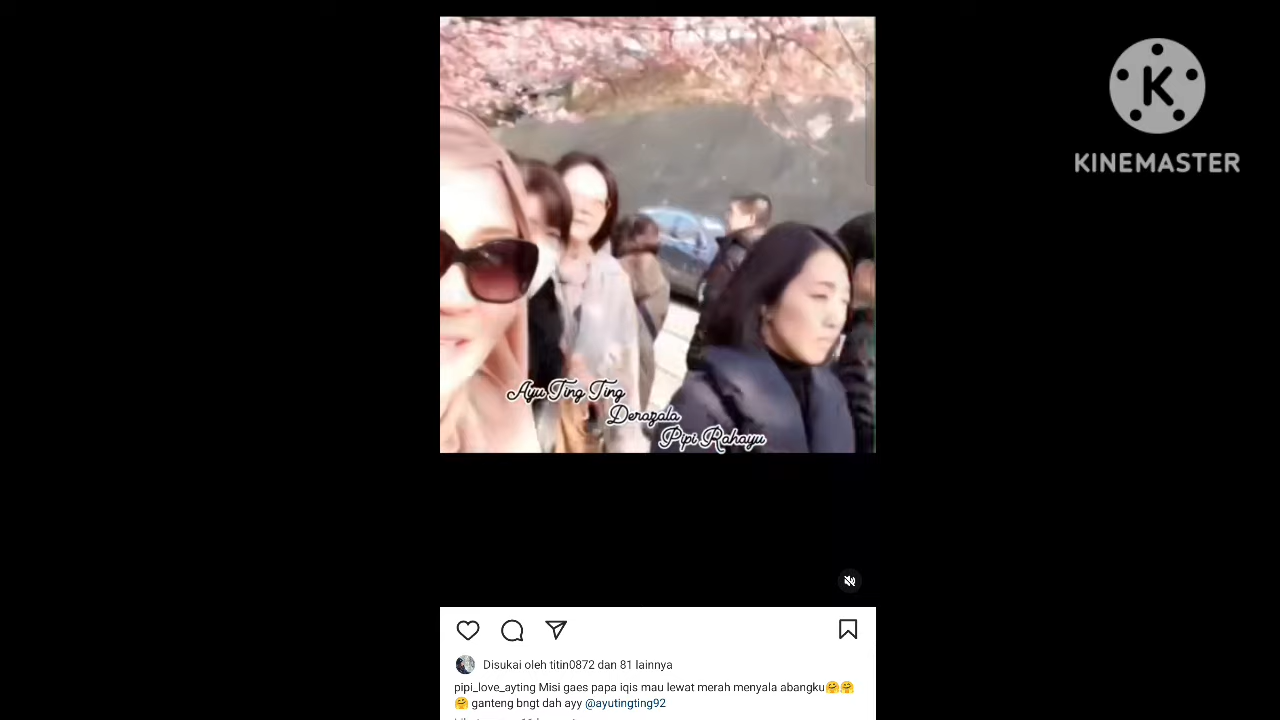 KINEMASTER
Ayu Ting Ting
Derazala
Pipi Rahayu
Disukai oleh titin0872 dan 81 lainnya
pipi_love_ayting Misi gaes papa iqis mau lewat merah menyala abangku🤗🤗
🤗 ganteng bngt dah ayy @ayutingting92